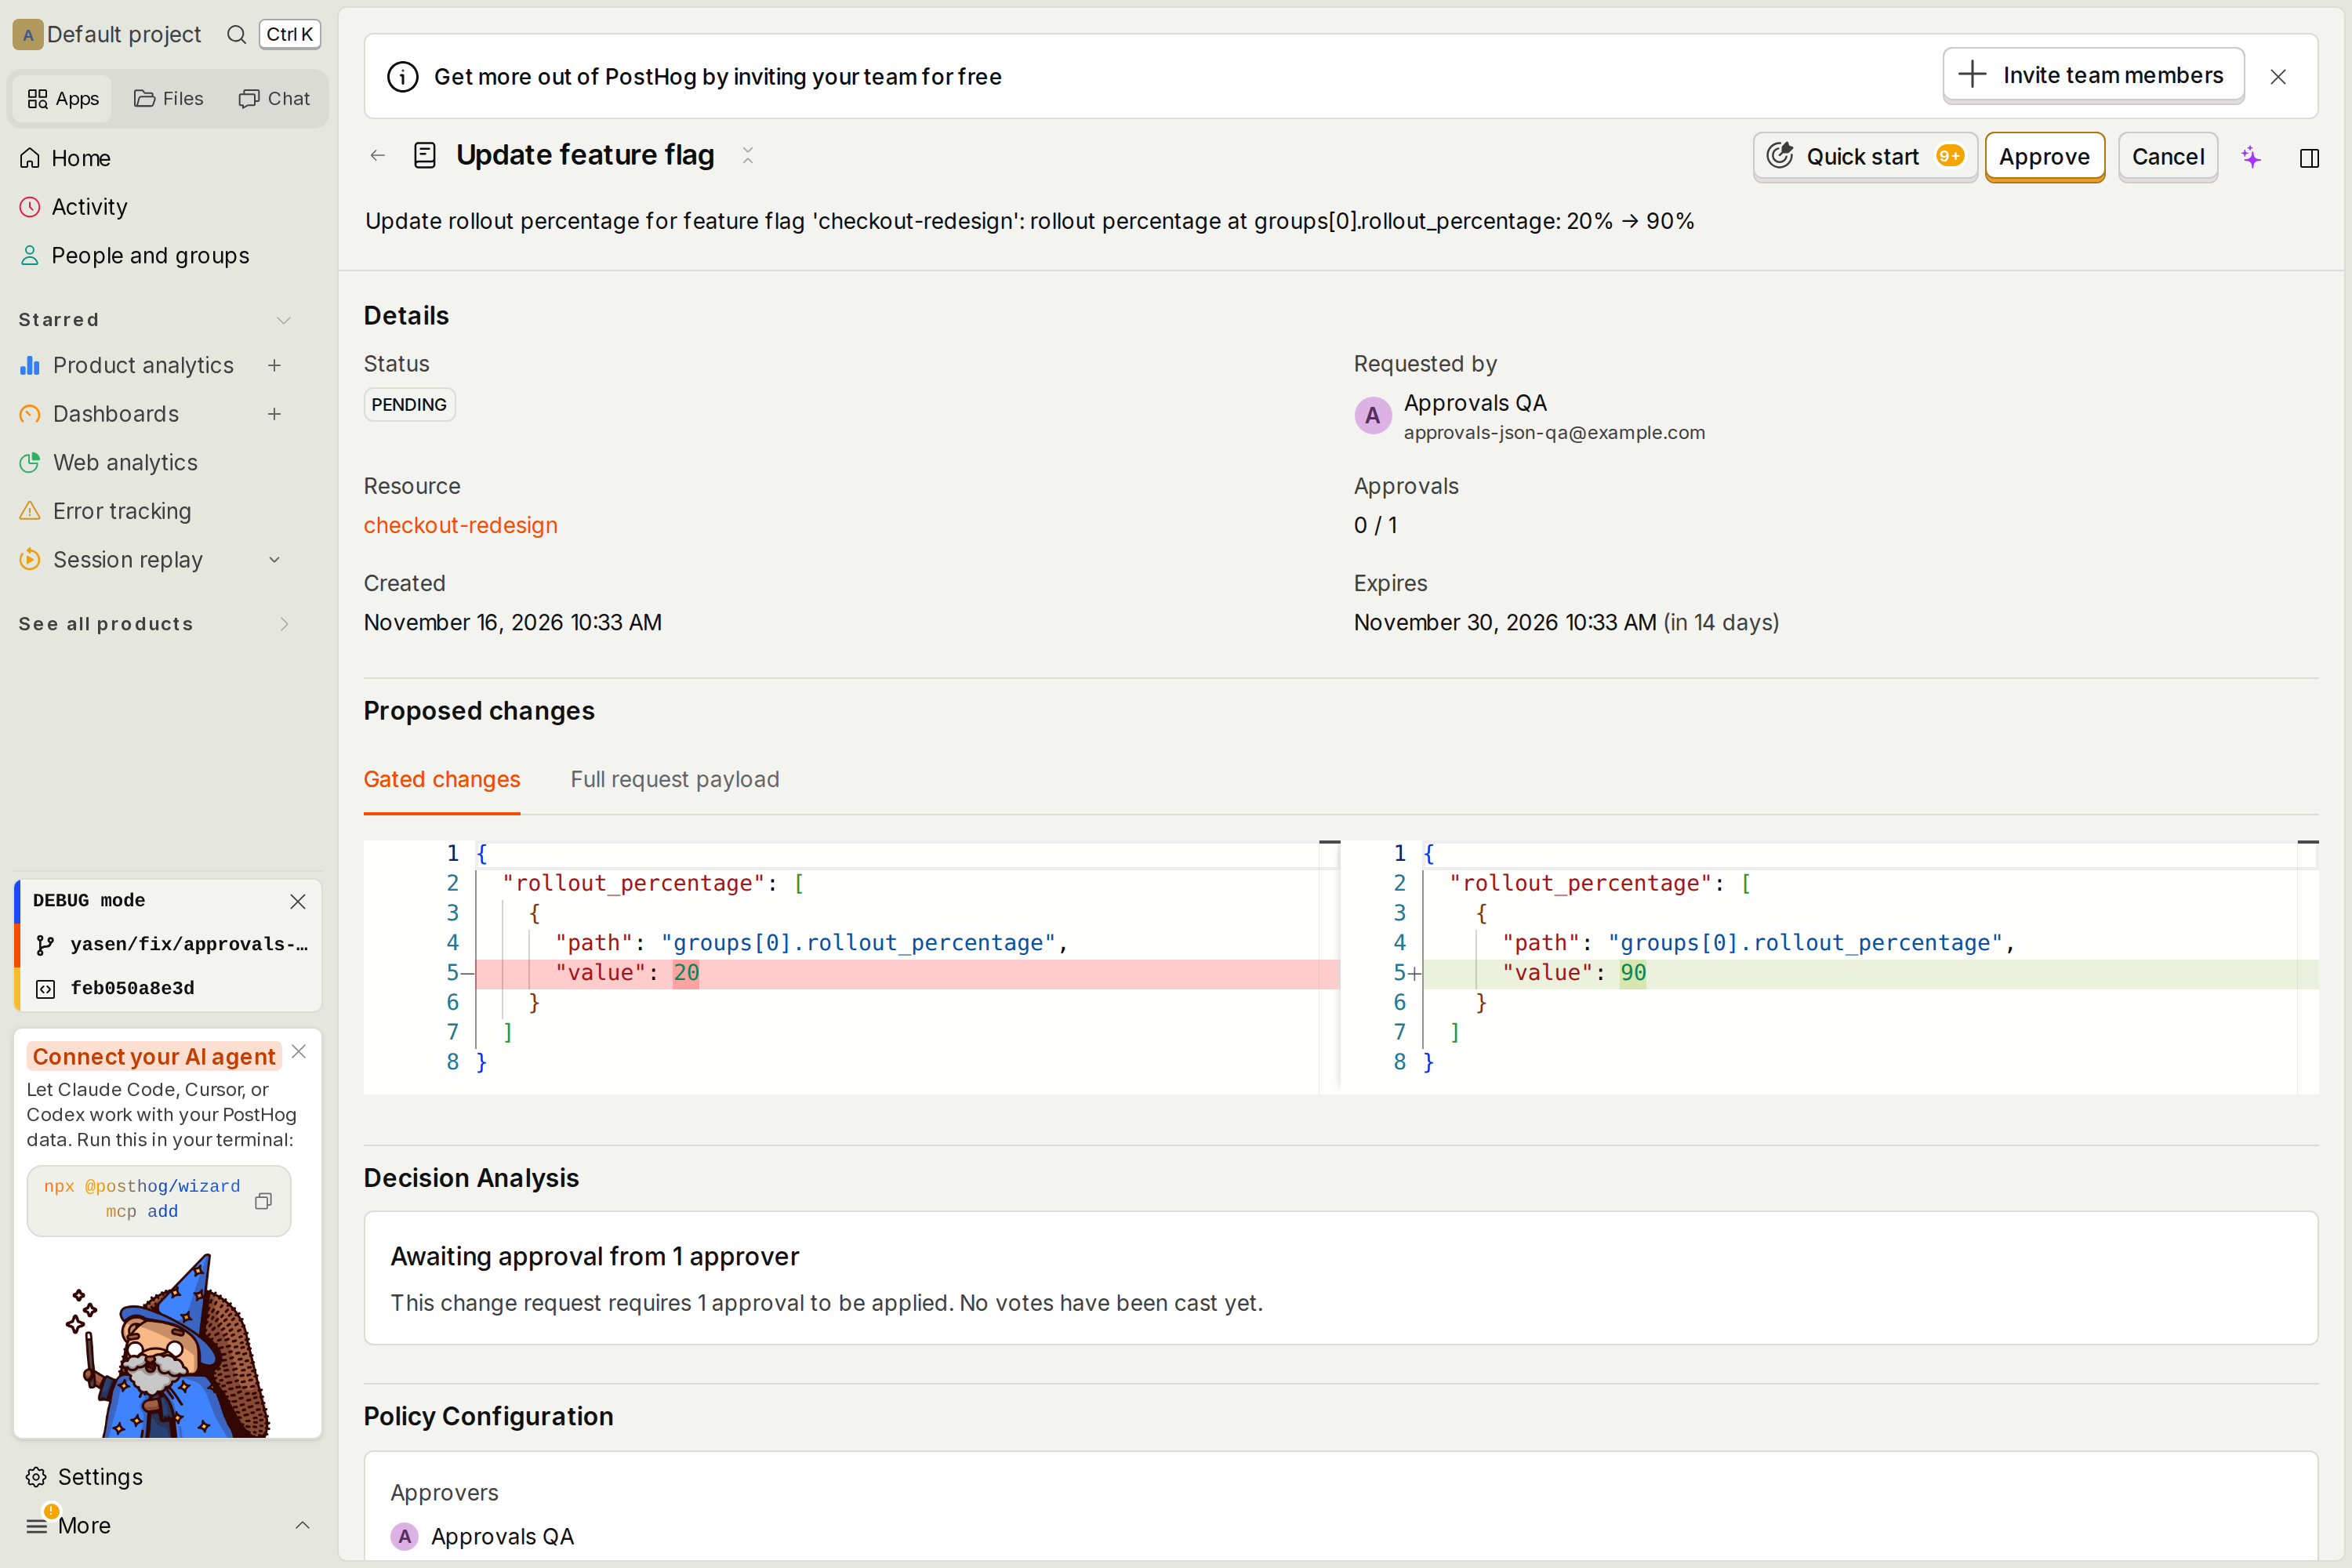 A Default project Ctrl K
Apps Files Chat
Home
Activity
People and groups
Starred
Product analytics
Dashboards
Web analytics
Error tracking
Session replay
See all products
DEBUG mode
yasen/fix/approvals-…
feb050a8e3d
Connect your AI agent
Let Claude Code, Cursor, or
Codex work with your PostHog
data. Run this in your terminal:
npx @posthog/wizard
mcp add
Settings
More
Get more out of PostHog by inviting your team for free
Invite team members
Update feature flag
Quick start 9+
Approve
Cancel
Update rollout percentage for feature flag 'checkout-redesign': rollout percentage at groups[0].rollout_percentage: 20% → 90%
Details
Status
PENDING
Requested by
A
Approvals QA
approvals-json-qa@example.com
Resource
checkout-redesign
Approvals
0 / 1
Created
November 16, 2026 10:33 AM
Expires
November 30, 2026 10:33 AM (in 14 days)
Proposed changes
Gated changes Full request payload
1 {
2 "rollout_percentage": [
3 {
4 "path": "groups[0].rollout_percentage",
5— "value": 20
6 }
7 ]
8 }
1 {
2 "rollout_percentage": [
3 {
4 "path": "groups[0].rollout_percentage",
5+ "value": 90
6 }
7 ]
8 }
Decision Analysis
Awaiting approval from 1 approver
This change request requires 1 approval to be applied. No votes have been cast yet.
Policy Configuration
Approvers
A Approvals QA